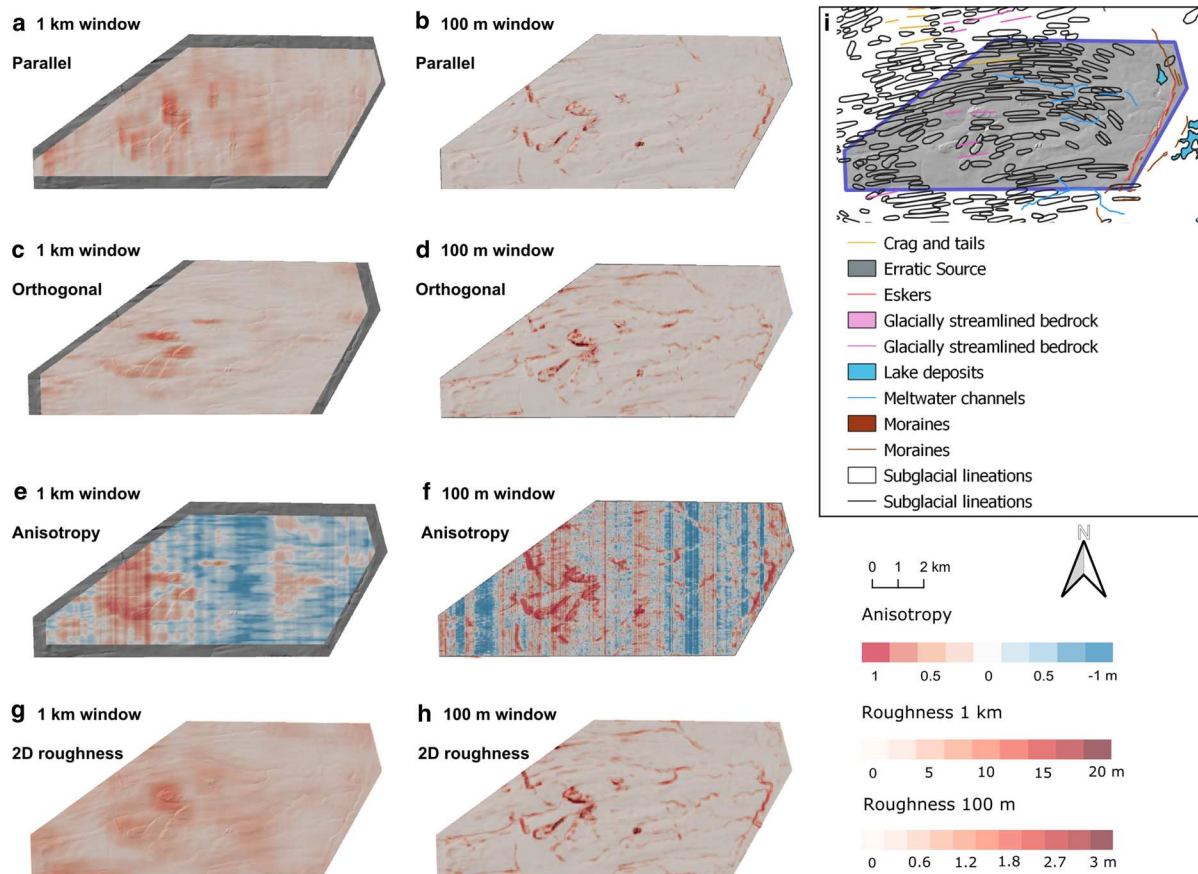 a 1 km window
Parallel
b 100 m window
Parallel
c 1 km window
Orthogonal
d 100 m window
Orthogonal
e 1 km window
Anisotropy
f 100 m window
Anisotropy
g 1 km window
2D roughness
h 100 m window
2D roughness
i
Crag and tails
Erratic Source
Eskers
Glacially streamlined bedrock
Glacially streamlined bedrock
Lake deposits
Meltwater channels
Moraines
Moraines
Subglacial lineations
Subglacial lineations
N
0 1 2 km
Anisotropy
1 0.5 0 0.5 -1 m
Roughness 1 km
0 5 10 15 20 m
Roughness 100 m
0 0.6 1.2 1.8 2.7 3 m